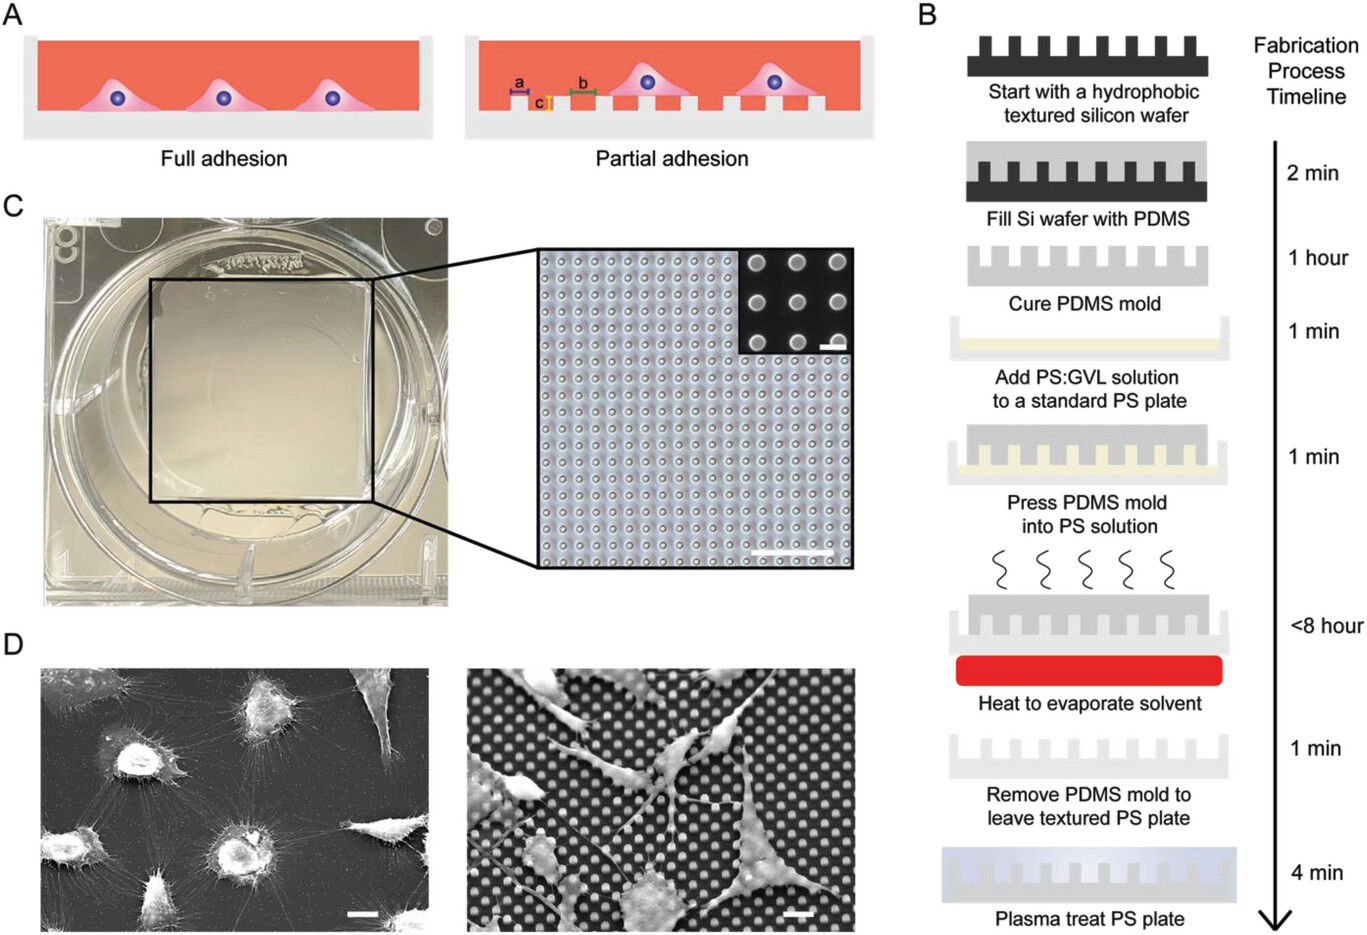 A
a
b
c
Full adhesion
Partial adhesion
B
Start with a hydrophobic
textured silicon wafer
Fabrication
Process
Timeline
2 min
Fill Si wafer with PDMS
1 hour
Cure PDMS mold
1 min
Add PS:GVL solution
to a standard PS plate
1 min
Press PDMS mold
into PS solution
<8 hour
Heat to evaporate solvent
1 min
Remove PDMS mold to
leave textured PS plate
4 min
Plasma treat PS plate
C
CO
D